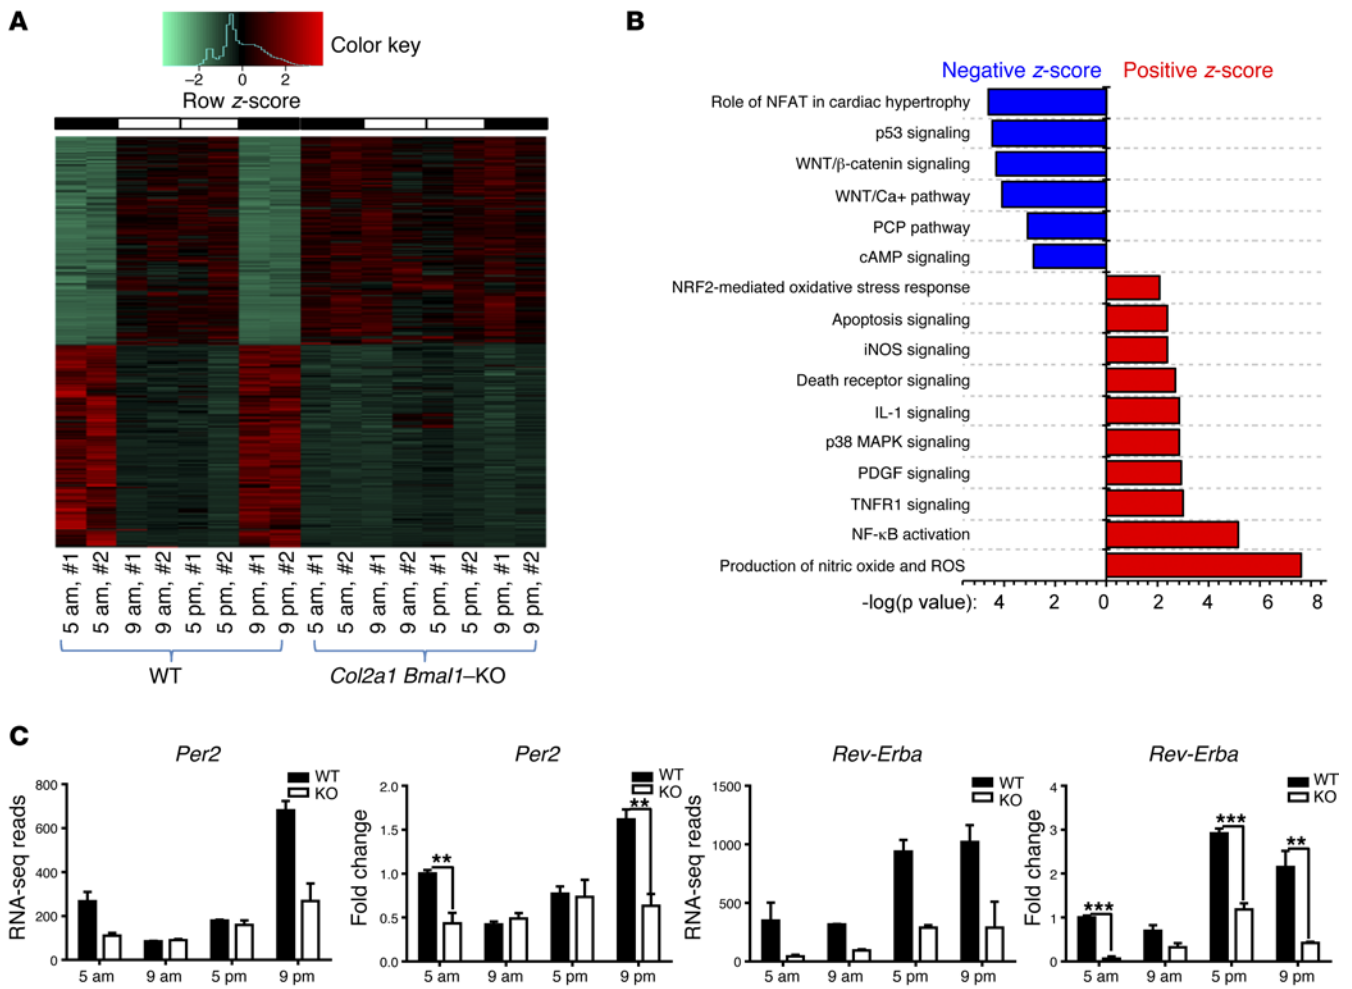 A
Color key
−2 0 2
Row z-score
5 am, #1
5 am, #2
9 am, #1
9 am, #2
5 pm, #1
5 pm, #2
9 pm, #1
9 pm, #2
5 am, #1
5 am, #2
9 am, #1
9 am, #2
5 pm, #1
5 pm, #2
9 pm, #1
9 pm, #2
WT
Col2a1 Bmal1–KO
B
Negative z-score Positive z-score
Role of NFAT in cardiac hypertrophy
p53 signaling
WNT/β-catenin signaling
WNT/Ca+ pathway
PCP pathway
cAMP signaling
NRF2-mediated oxidative stress response
Apoptosis signaling
iNOS signaling
Death receptor signaling
IL-1 signaling
p38 MAPK signaling
PDGF signaling
TNFR1 signaling
NF-κB activation
Production of nitric oxide and ROS
-log(p value): 4 2 0 2 4 6 8
C
Per2
WT
KO
RNA-seq reads
800
600
400
200
0
5 am 9 am 5 pm 9 pm
Per2
WT
KO
Fold change
2.0
1.5
1.0
0.5
0.0
**
**
5 am 9 am 5 pm 9 pm
Rev-Erba
WT
KO
RNA-seq reads
1500
1000
500
0
5 am 9 am 5 pm 9 pm
Rev-Erba
WT
KO
Fold change
4
3
2
1
0
***
***
**
5 am 9 am 5 pm 9 pm